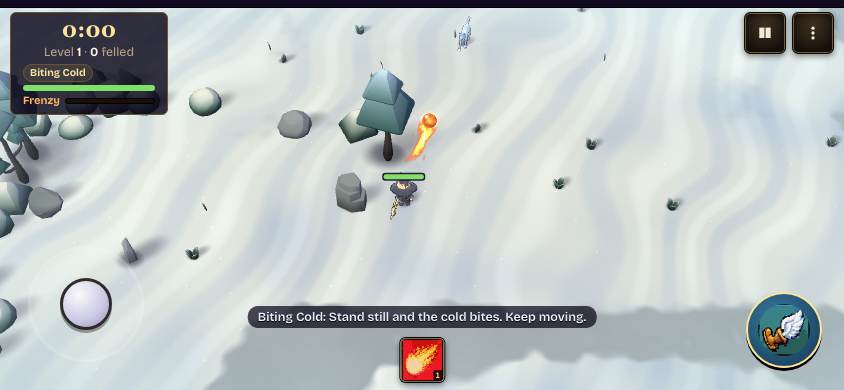 0:00
Level 1 · 0 felled
Biting Cold
Frenzy
Biting Cold: Stand still and the cold bites. Keep moving.
1